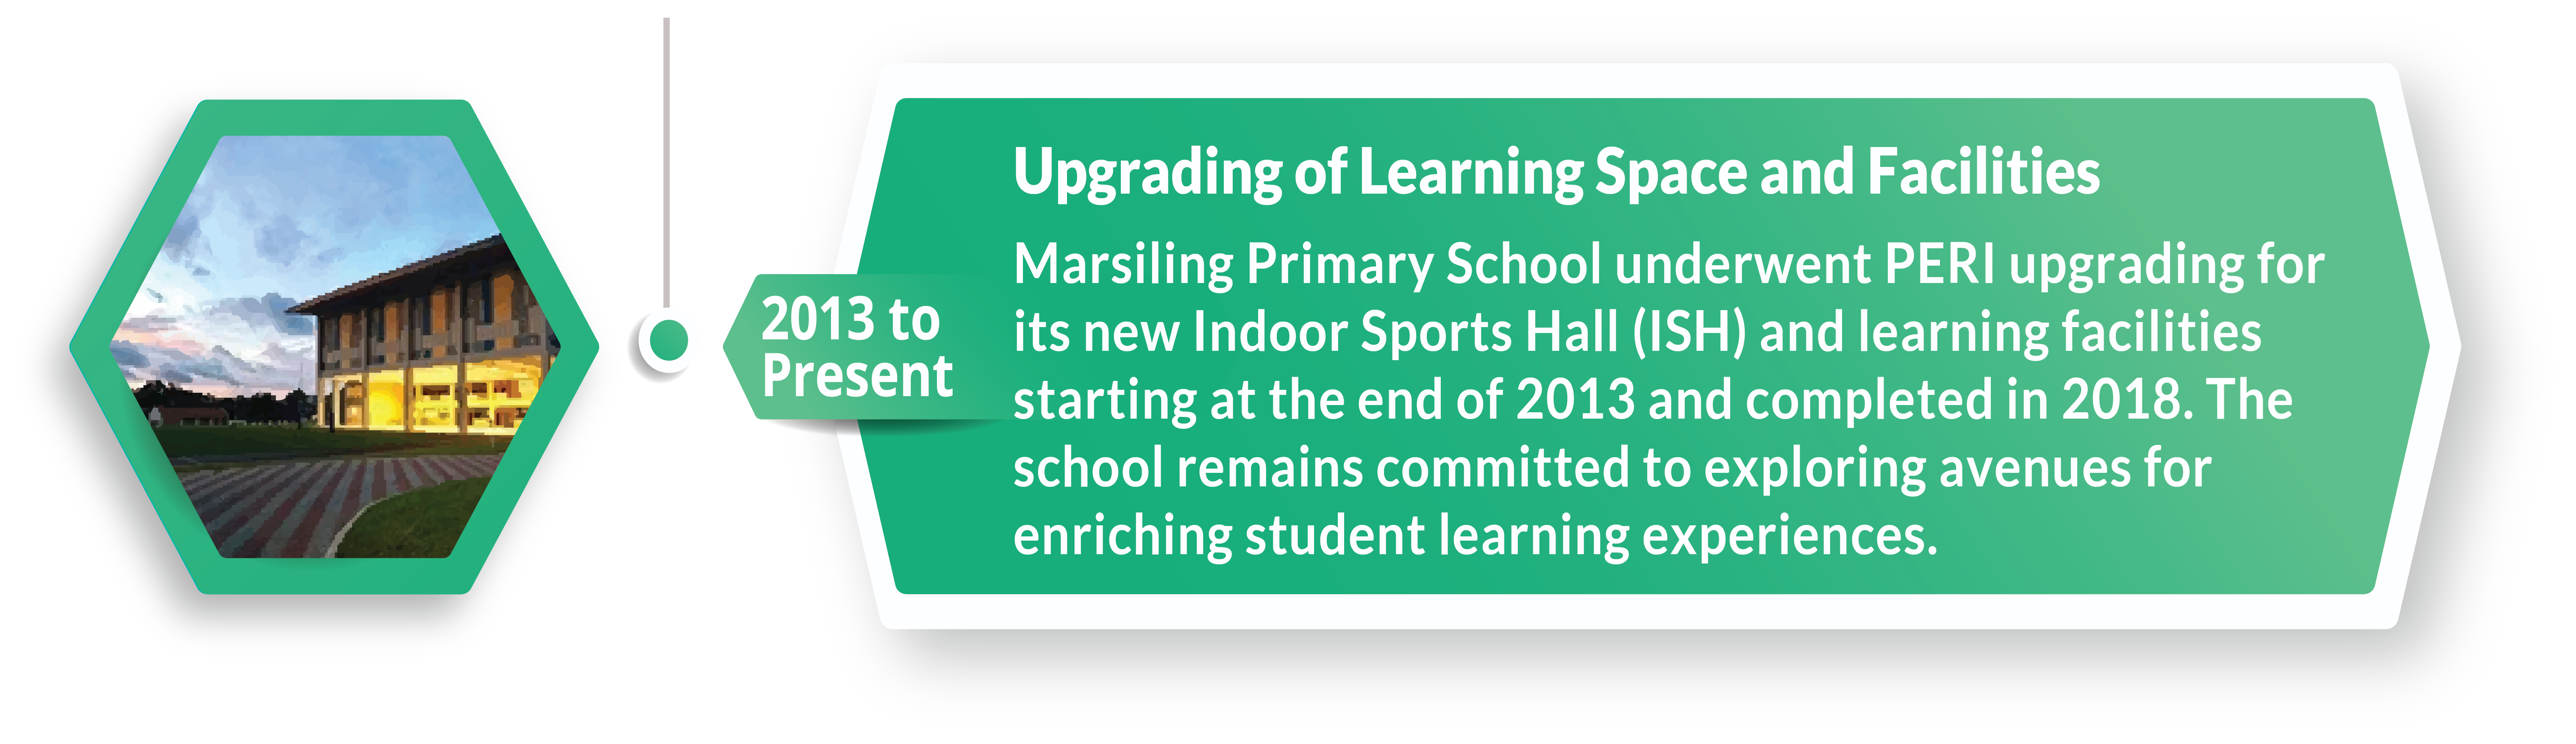 2013 to
Present
Upgrading of Learning Space and Facilities
Marsiling Primary School underwent PERI upgrading for
its new Indoor Sports Hall (ISH) and learning facilities
starting at the end of 2013 and completed in 2018. The
school remains committed to exploring avenues for
enriching student learning experiences.